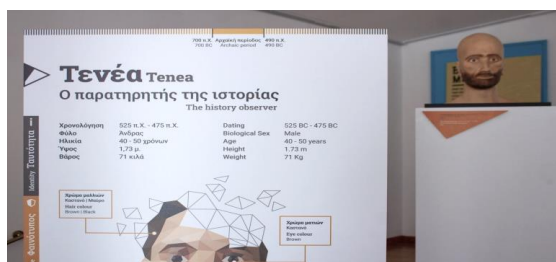 700 π.Χ. Αρχαϊκή περίοδος 490 π.Χ.
700 BC Archaic period 490 BC
Τενέα Tenea
Ο παρατηρητής της ιστορίας
The history observer
Χρονολόγηση 525 π.Χ. - 475 π.Χ. Dating 525 BC - 475 BC
Φύλο Άνδρας Biological Sex Male
Ηλικία 40 - 50 χρόνων Age 40 - 50 years
Ύψος 1,73 μ. Height 1.73 m
Βάρος 71 κιλά Weight 71 Kg
Identity Ταυτότητα
Φαινότυπος
Χρώμα μαλλιών
Καστανό / Μαύρο
Hair colour
Brown / Black
Χρώμα ματιών
Καστανό
Eye colour
Brown